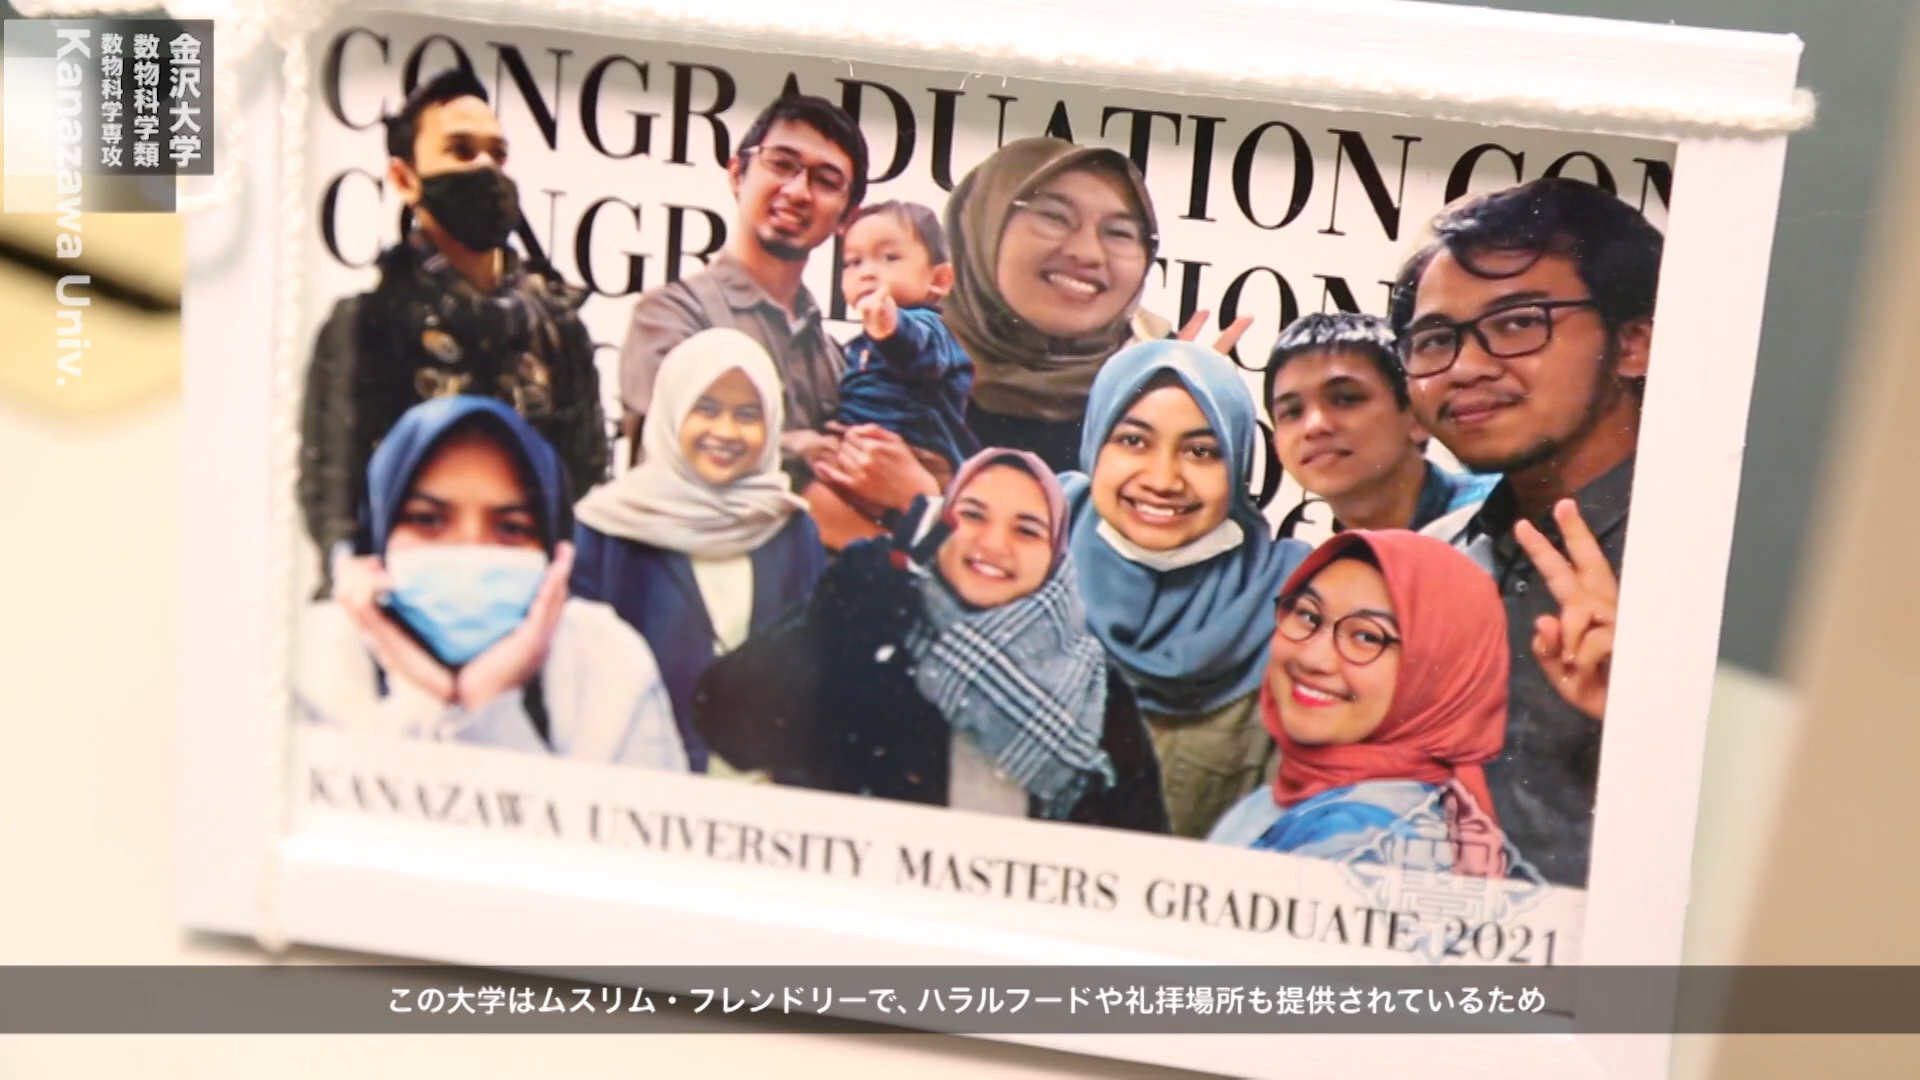 金沢大学
数物科学類
数物科学専攻
Kanazawa Univ.
CONGRADUATION CON
KANAZAWA UNIVERSITY MASTERS GRADUATE 2021
この大学はムスリム・フレンドリーで、ハラルフードや礼拝場所も提供されているため